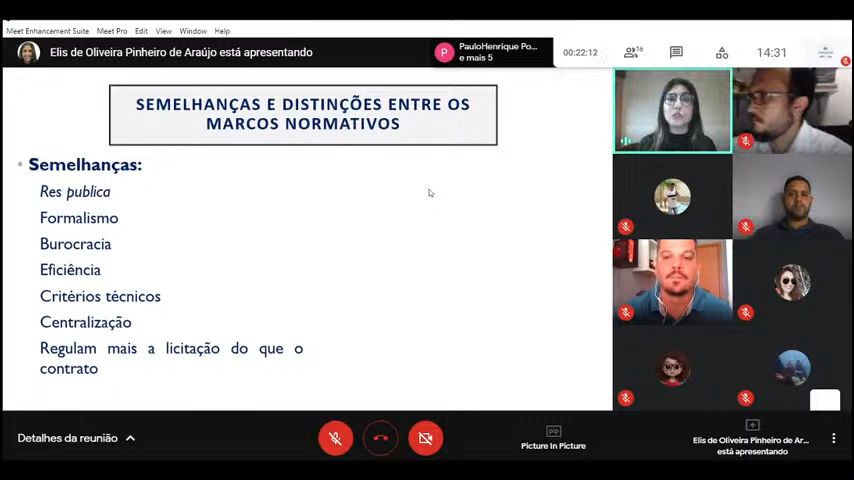 Meet Enhancement Suite Meet Pro Edit View Window Help
Elis de Oliveira Pinheiro de Araújo está apresentando
P
PauloHenrique Po...
e mais 5
00:22:12
16
14:31
SEMELHANÇAS E DISTINÇÕES ENTRE OS
MARCOS NORMATIVOS
• Semelhanças:
Res publica
Formalismo
Burocracia
Eficiência
Critérios técnicos
Centralização
Regulam mais a licitação do que o
contrato
Detalhes da reunião
pip
Picture In Picture
Elis de Oliveira Pinheiro de Ar...
está apresentando